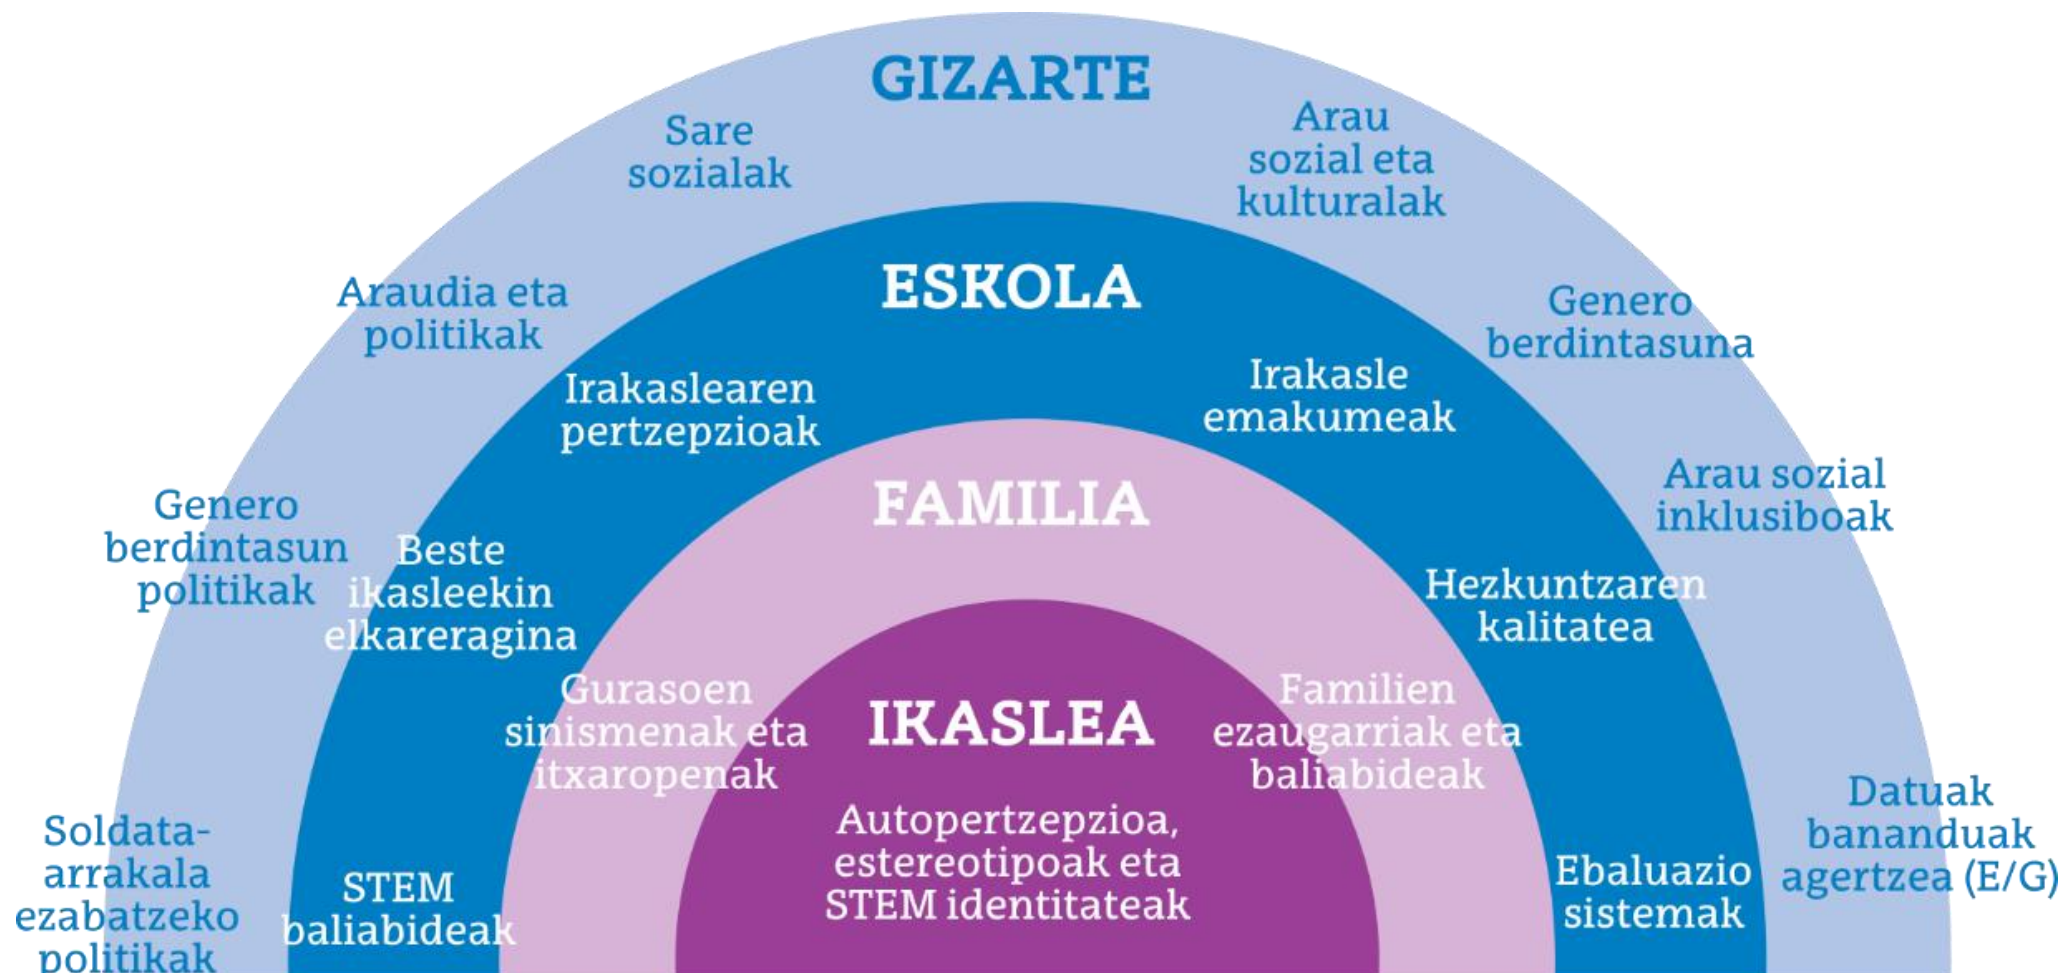 GIZARTE
Sare
sozialak
Arau
sozial eta
kulturalak
Araudia eta
politikak
Genero
berdintasuna
Genero
berdintasun
politikak
Arau sozial
inklusiboak
Soldata-
arrakala
ezabatzeko
politikak
Datuak
bananduak
agertzea (E/G)
ESKOLA
Irakaslearen
pertzepzioak
Irakasle
emakumeak
Beste
ikasleekin
elkareragina
Hezkuntzaren
kalitatea
STEM
baliabideak
Ebaluazio
sistemak
FAMILIA
Gurasoen
sinismenak eta
itxaropenak
Familien
ezaugarriak eta
baliabideak
IKASLEA
Autopertzepzioa,
estereotipoak eta
STEM identitateak